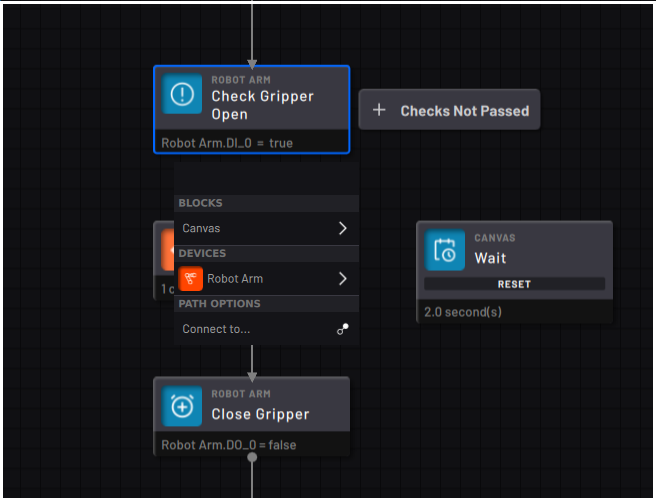 ROBOT ARM
Check Gripper
Open
Robot Arm.DI_0 = true
+ Checks Not Passed
BLOCKS
Canvas
DEVICES
Robot Arm
PATH OPTIONS
Connect to...
1
CANVAS
Wait
RESET
2.0 second(s)
ROBOT ARM
Close Gripper
Robot Arm.DO_0 = false